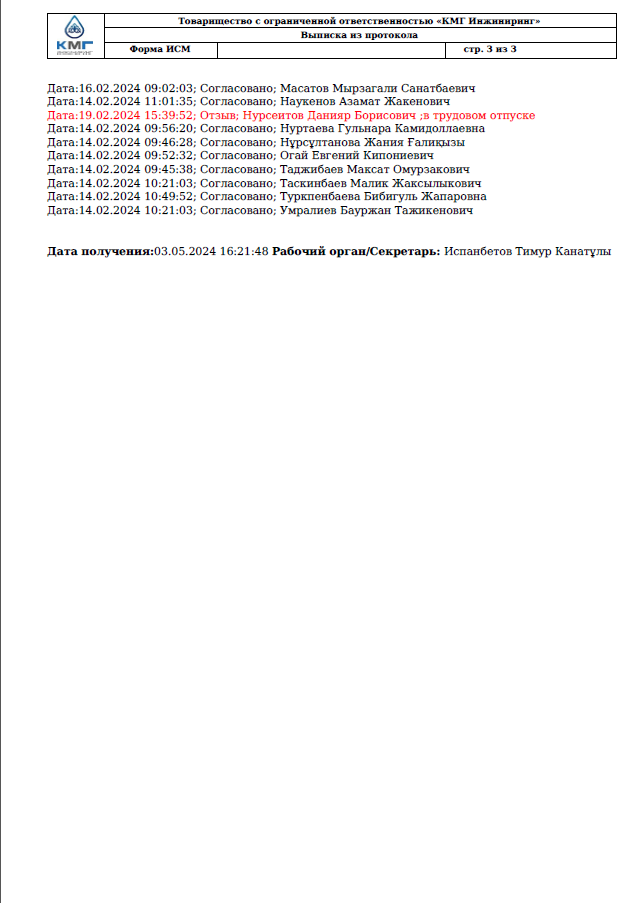 КМГ
ИНЖИНИРИНГ
Товарищество с ограниченной ответственностью «КМГ Инжиниринг»
Выписка из протокола
Форма ИСМ
стр. 3 из 3
Дата:16.02.2024 09:02:03; Согласовано; Масатов Мырзагали Санатбаевич
Дата:14.02.2024 11:01:35; Согласовано; Наукенов Азамат Жакенович
Дата:19.02.2024 15:39:52; Отзыв; Нурсеитов Данияр Борисович ;в трудовом отпуске
Дата:14.02.2024 09:56:20; Согласовано; Нуртаева Гульнара Камидоллаевна
Дата:14.02.2024 09:46:28; Согласовано; Нұрсұлтанова Жания Ғалиқызы
Дата:14.02.2024 09:52:32; Согласовано; Огай Евгений Кипониевич
Дата:14.02.2024 09:45:38; Согласовано; Таджибаев Максат Омурзакович
Дата:14.02.2024 10:21:03; Согласовано; Таскинбаев Малик Жаксылыкович
Дата:14.02.2024 10:49:52; Согласовано; Туркпенбаева Бибигуль Жапаровна
Дата:14.02.2024 10:21:03; Согласовано; Умралиев Бауржан Тажикенович
Дата получения:03.05.2024 16:21:48 Рабочий орган/Секретарь: Испанбетов Тимур Канатұлы